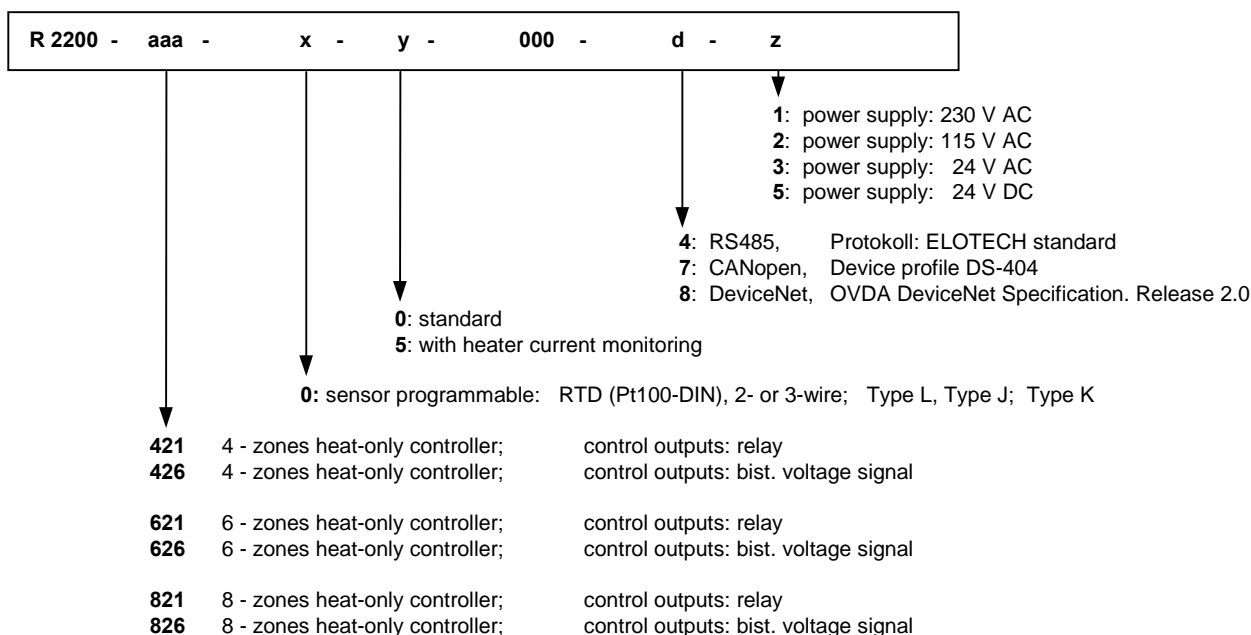 R 2200 - aaa - x - y - 000 - d - z
1: power supply: 230 V AC
2: power supply: 115 V AC
3: power supply: 24 V AC
5: power supply: 24 V DC
4: RS485, Protokoll: ELOTECH standard
7: CANopen, Device profile DS-404
8: DeviceNet, OVDA DeviceNet Specification. Release 2.0
0: standard
5: with heater current monitoring
0: sensor programmable: RTD (Pt100-DIN), 2- or 3-wire; Type L, Type J; Type K
421 4 - zones heat-only controller; control outputs: relay
426 4 - zones heat-only controller; control outputs: bist. voltage signal
621 6 - zones heat-only controller; control outputs: relay
626 6 - zones heat-only controller; control outputs: bist. voltage signal
821 8 - zones heat-only controller; control outputs: relay
826 8 - zones heat-only controller; control outputs: bist. voltage signal